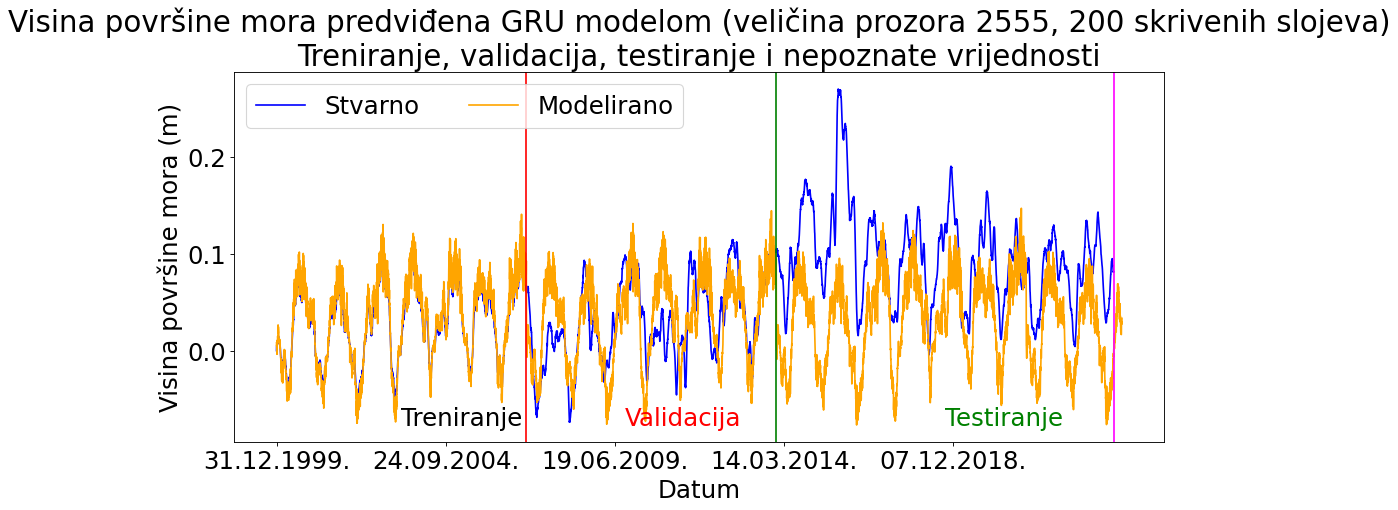 Visina površine mora predviđena GRU modelom (veličina prozora 2555, 200 skrivenih slojeva)
Treniranje, validacija, testiranje i nepoznate vrijednosti
Stvarno
Modelirano
Visina površine mora (m)
0.2
0.1
0.0
Treniranje
Validacija
Testiranje
31.12.1999.
24.09.2004.
19.06.2009.
14.03.2014.
07.12.2018.
Datum